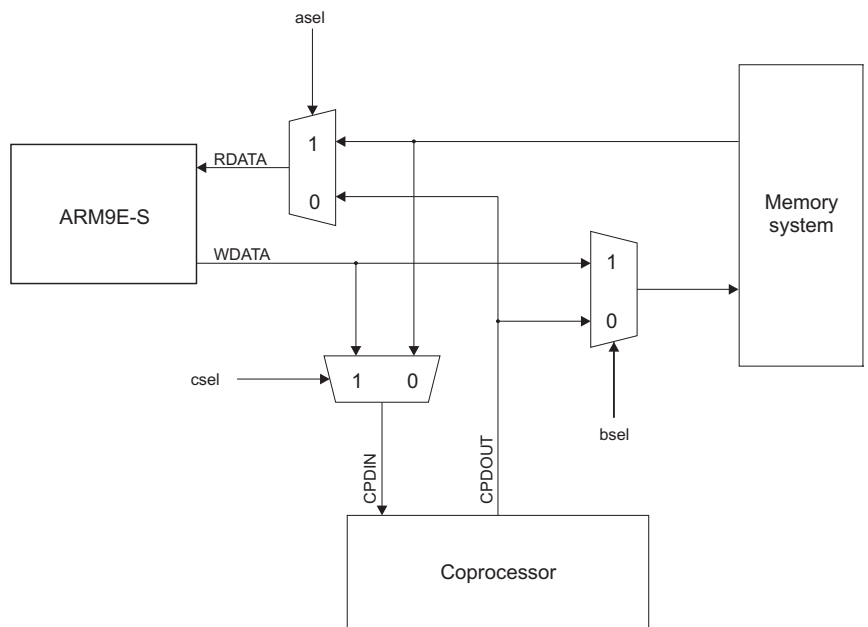 asel
1
RDATA
0
ARM9E-S
Memory
system
WDATA
1
0
csel
1 0
bsel
CPDIN
CPDOUT
Coprocessor